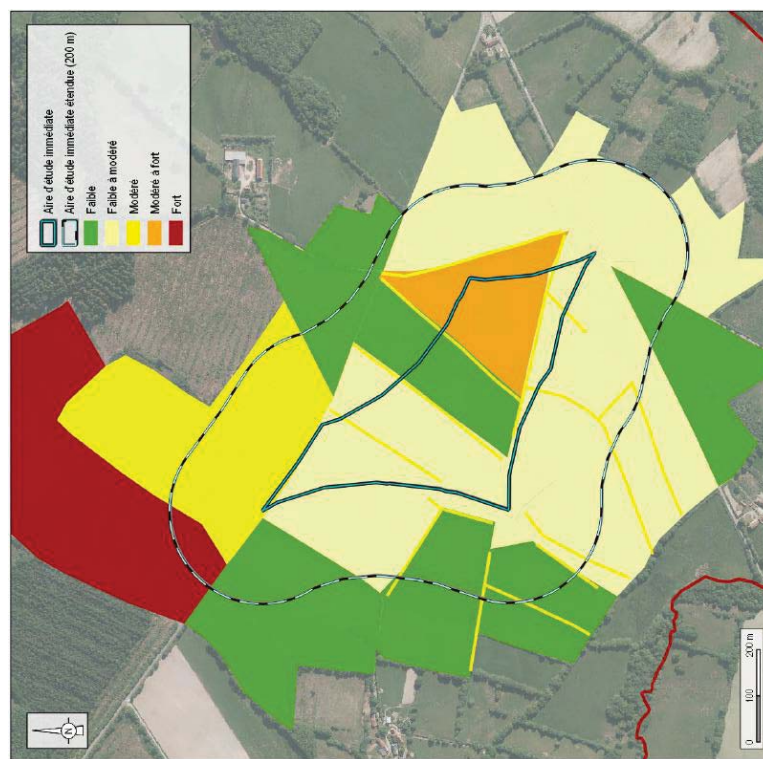 Aire d'étude immédiate
Aire d'étude immédiate étendue (200 m)
Faible
Faible à modéré
Modéré
Modéré à fort
Fort
N
0
100
200 m